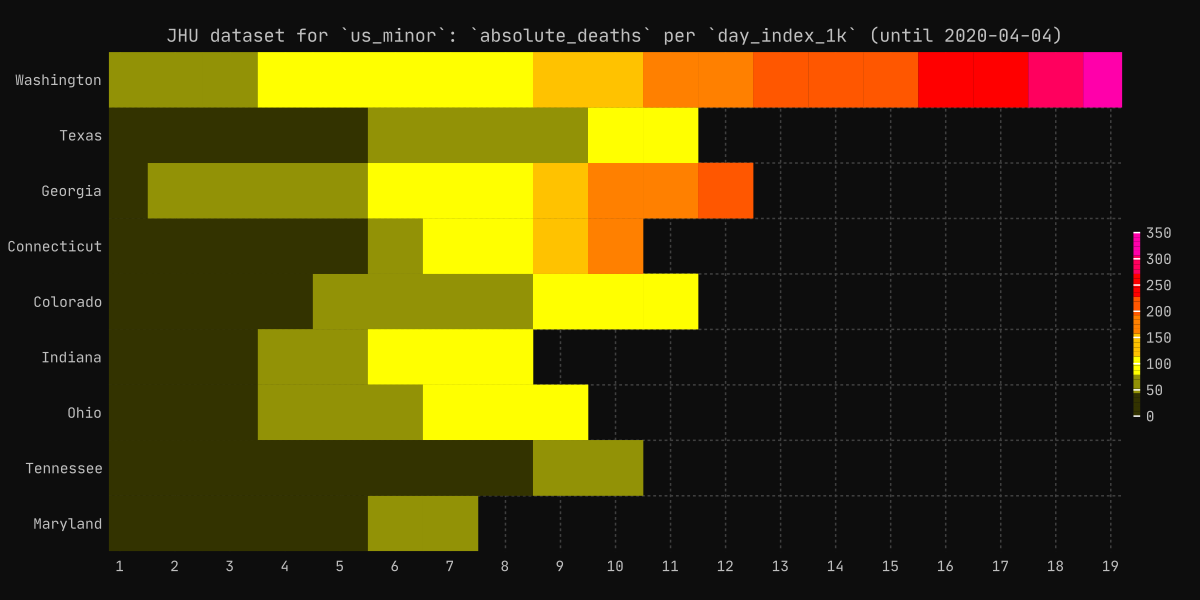 JHU dataset for `us_minor`: `absolute_deaths` per `day_index_1k` (until 2020-04-04)
Washington
Texas
Georgia
Connecticut
Colorado
Indiana
Ohio
Tennessee
Maryland
1 2 3 4 5 6 7 8 9 10 11 12 13 14 15 16 17 18 19
350
300
250
200
150
100
50
0